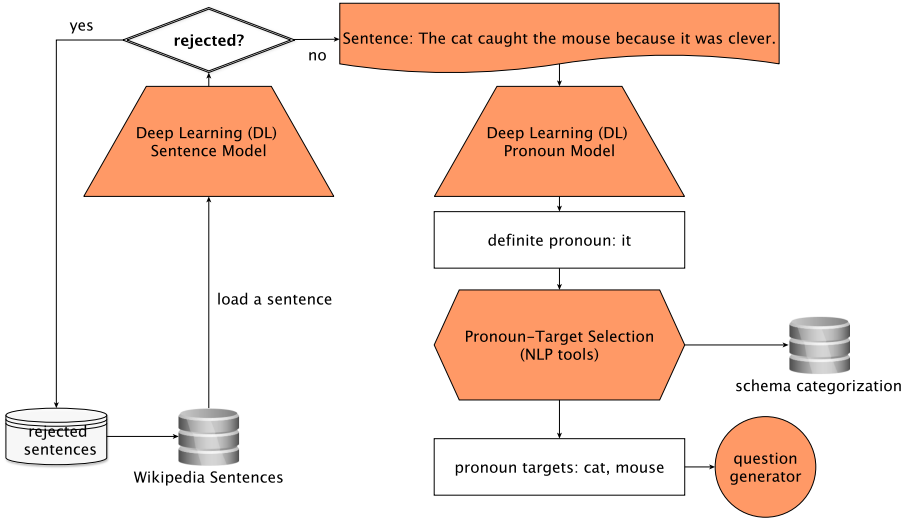 yes
rejected?
no
Sentence: The cat caught the mouse because it was clever.
Deep Learning (DL)
Sentence Model
Deep Learning (DL)
Pronoun Model
definite pronoun: it
load a sentence
Pronoun-Target Selection
(NLP tools)
schema categorization
rejected
sentences
Wikipedia Sentences
pronoun targets: cat, mouse
question
generator